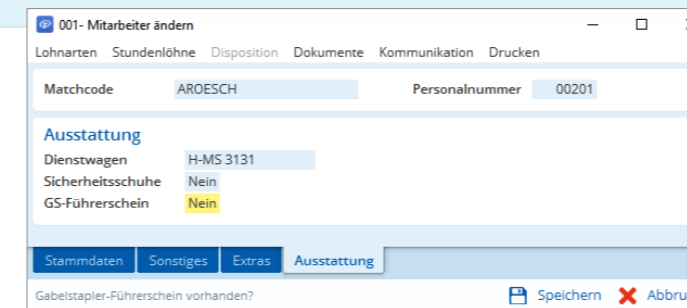 001- Mitarbeiter ändern
Lohnarten Stundenlöhne Disposition Dokumente Kommunikation Drucken
Matchcode AROESCH Personalnummer 00201
Ausstattung
Dienstwagen H-MS 3131
Sicherheitsschuhe Nein
GS-Führerschein Nein
Stammdaten Sonstiges Extras Ausstattung
Gabelstapler-Führerschein vorhanden? Speichern Abbru